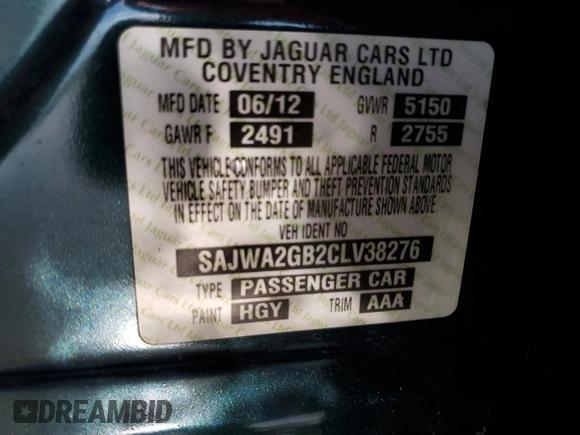 MFD BY JAGUAR CARS LTD
COVENTRY ENGLAND
MFD DATE 06/12 GVWR 5150
GAWR F 2491 R 2755
THIS VEHICLE CONFORMS TO ALL APPLICABLE FEDERAL MOTOR
VEHICLE SAFETY BUMPER AND THEFT PREVENTION STANDARDS
IN EFFECT ON THE DATE OF MANUFACTURE SHOWN ABOVE
VEH IDENT NO
SAJWA2GB2CLV38276
TYPE PASSENGER CAR
PAINT HGY TRIM AAA
DREAMBID